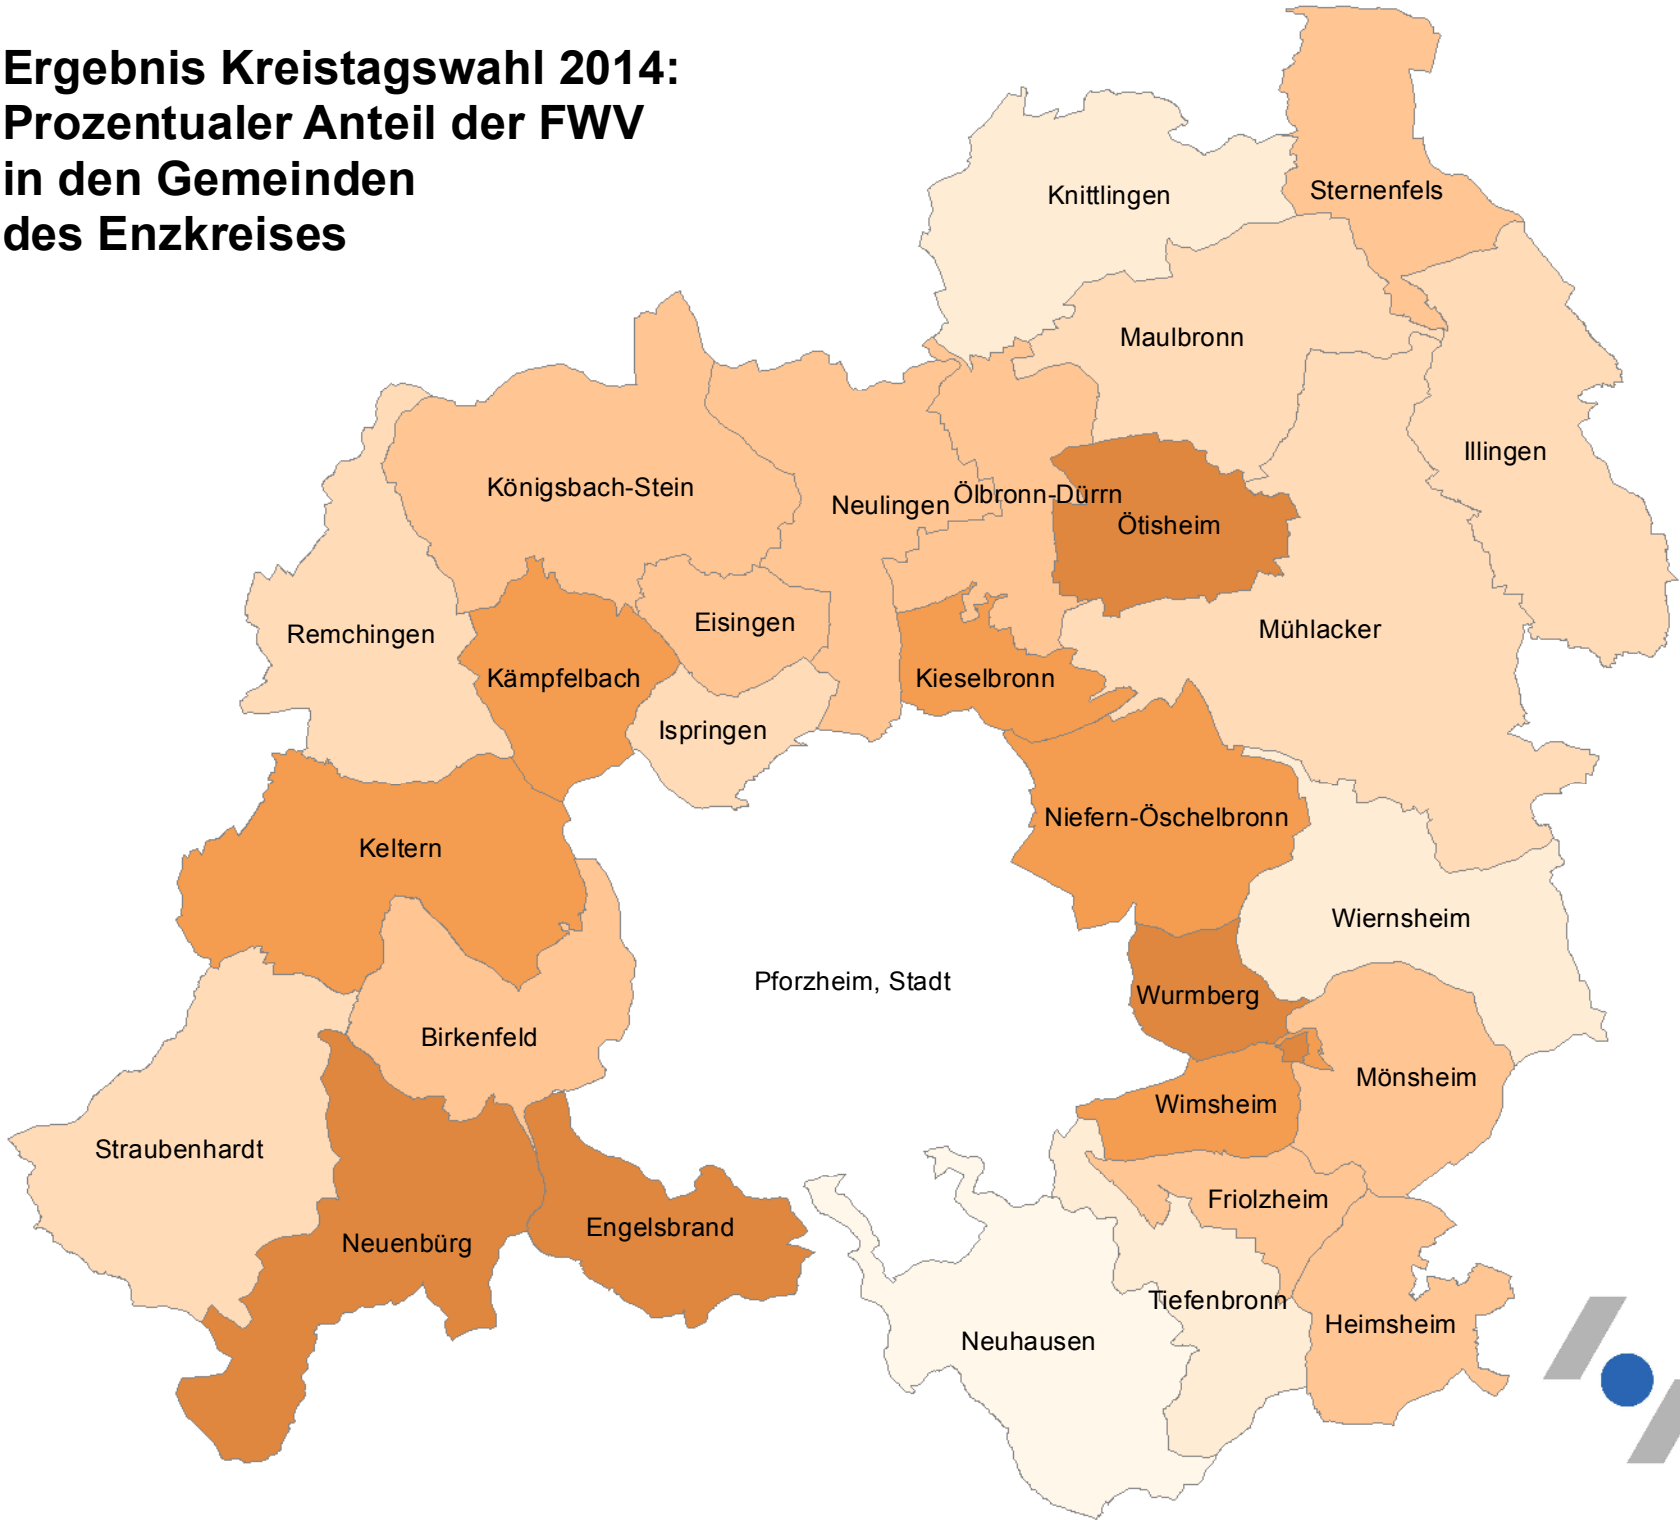 Ergebnis Kreistagswahl 2014:
Prozentualer Anteil der FWV
in den Gemeinden
des Enzkreises
Knittlingen
Sternenfels
Maulbronn
Illingen
Königsbach-Stein
Neulingen
Ölbronn-Dürrn
Ötisheim
Eisingen
Remchingen
Mühlacker
Kämpfelbach
Kieselbronn
Ispringen
Niefern-Öschelbronn
Keltern
Wiernsheim
Pforzheim, Stadt
Wurmberg
Birkenfeld
Mönsheim
Wimsheim
Straubenhardt
Friolzheim
Engelsbrand
Neuenbürg
Tiefenbronn
Heimsheim
Neuhausen